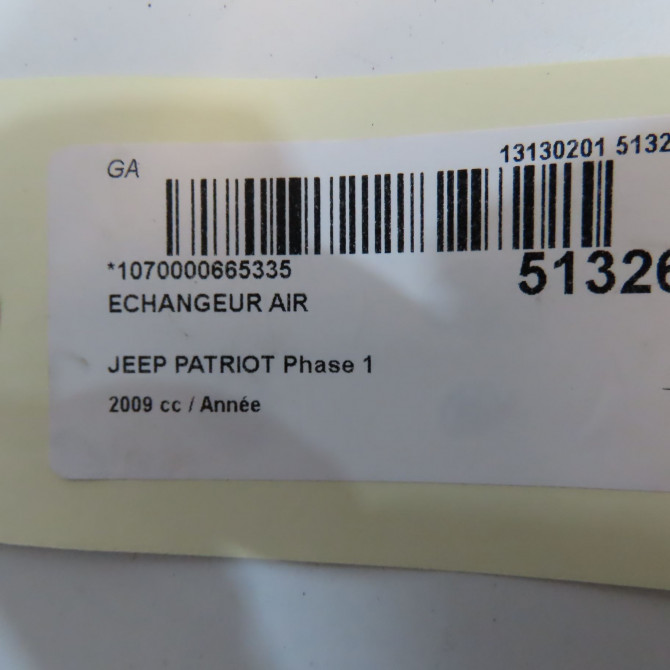 GA
13130201 5132
*1070000665335
51326
ECHANGEUR AIR
JEEP PATRIOT Phase 1
2009 cc / Année